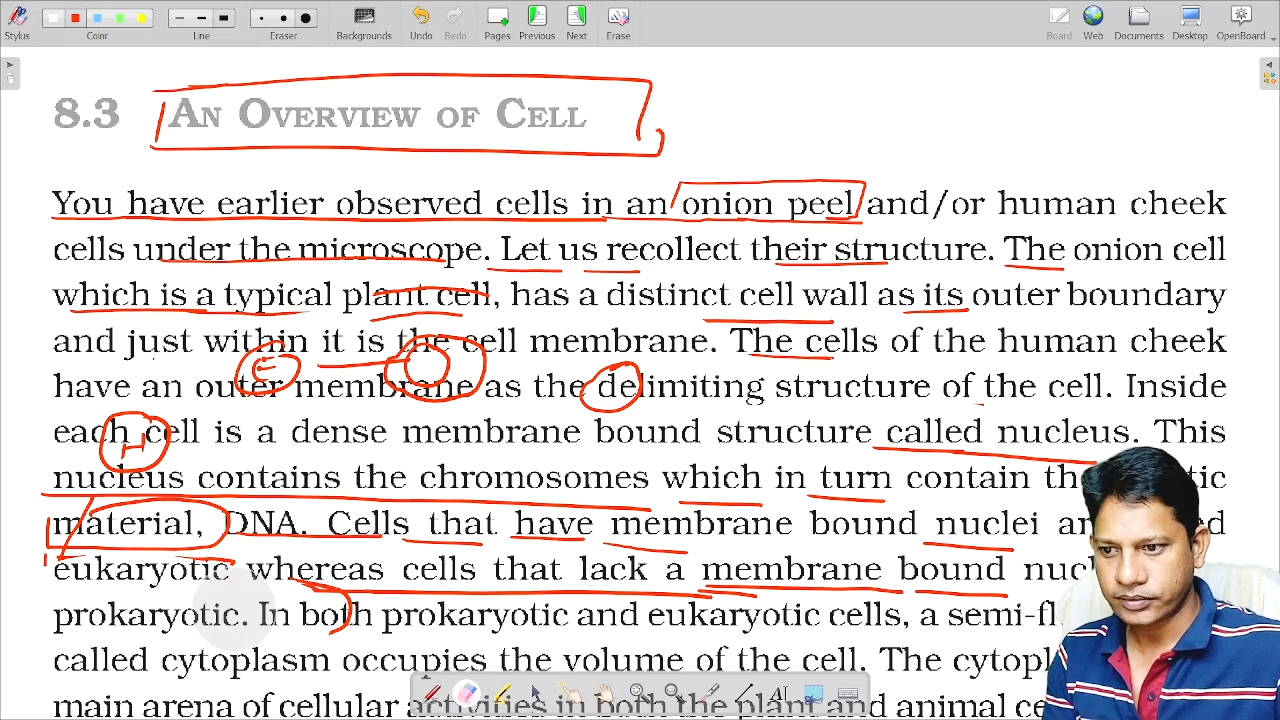 Stylus
Color
Line
Eraser
Backgrounds
Undo
Redo
Pages
Previous
Next
Erase
Board
Web
Documents
Desktop
OpenBoard
8.3 AN OVERVIEW OF CELL
You have earlier observed cells in an onion peel and/or human cheek
cells under the microscope. Let us recollect their structure. The onion cell
which is a typical plant cell, has a distinct cell wall as its outer boundary
and just within it is the cell membrane. The cells of the human cheek
have an outer membrane as the delimiting structure of the cell. Inside
each cell is a dense membrane bound structure called nucleus. This
nucleus contains the chromosomes which in turn contain the
material, DNA. Cells that have membrane bound nuclei
eukaryotic whereas cells that lack a membrane bound
prokaryotic. In both prokaryotic and eukaryotic cells, a
called cytoplasm occupies the volume of the cell. The
main arena of cellular activities in both the plant and animal
E
H